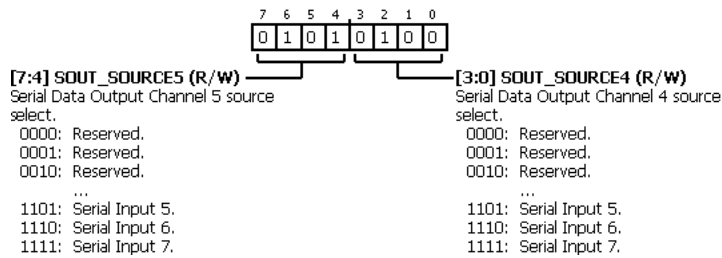 7 6 5 4 3 2 1 0
0 1 0 1 0 1 0 0
[7:4] SOUT_SOURCE5 (R/W)
Serial Data Output Channel 5 source
select.
0000: Reserved.
0001: Reserved.
0010: Reserved.
...
1101: Serial Input 5.
1110: Serial Input 6.
1111: Serial Input 7.
[3:0] SOUT_SOURCE4 (R/W)
Serial Data Output Channel 4 source
select.
0000: Reserved.
0001: Reserved.
0010: Reserved.
...
1101: Serial Input 5.
1110: Serial Input 6.
1111: Serial Input 7.